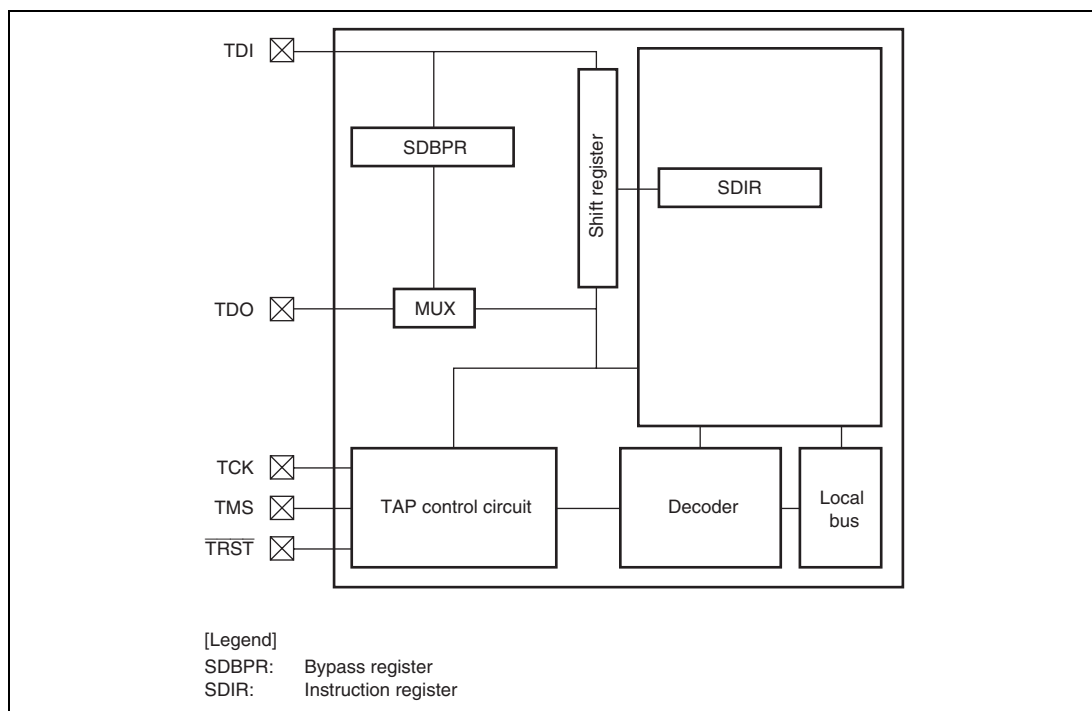 TDI
SDBPR
Shift register
SDIR
TDO
MUX
TCK
TMS
TRST
TAP control circuit
Decoder
Local
bus
[Legend]
SDBPR: Bypass register
SDIR: Instruction register